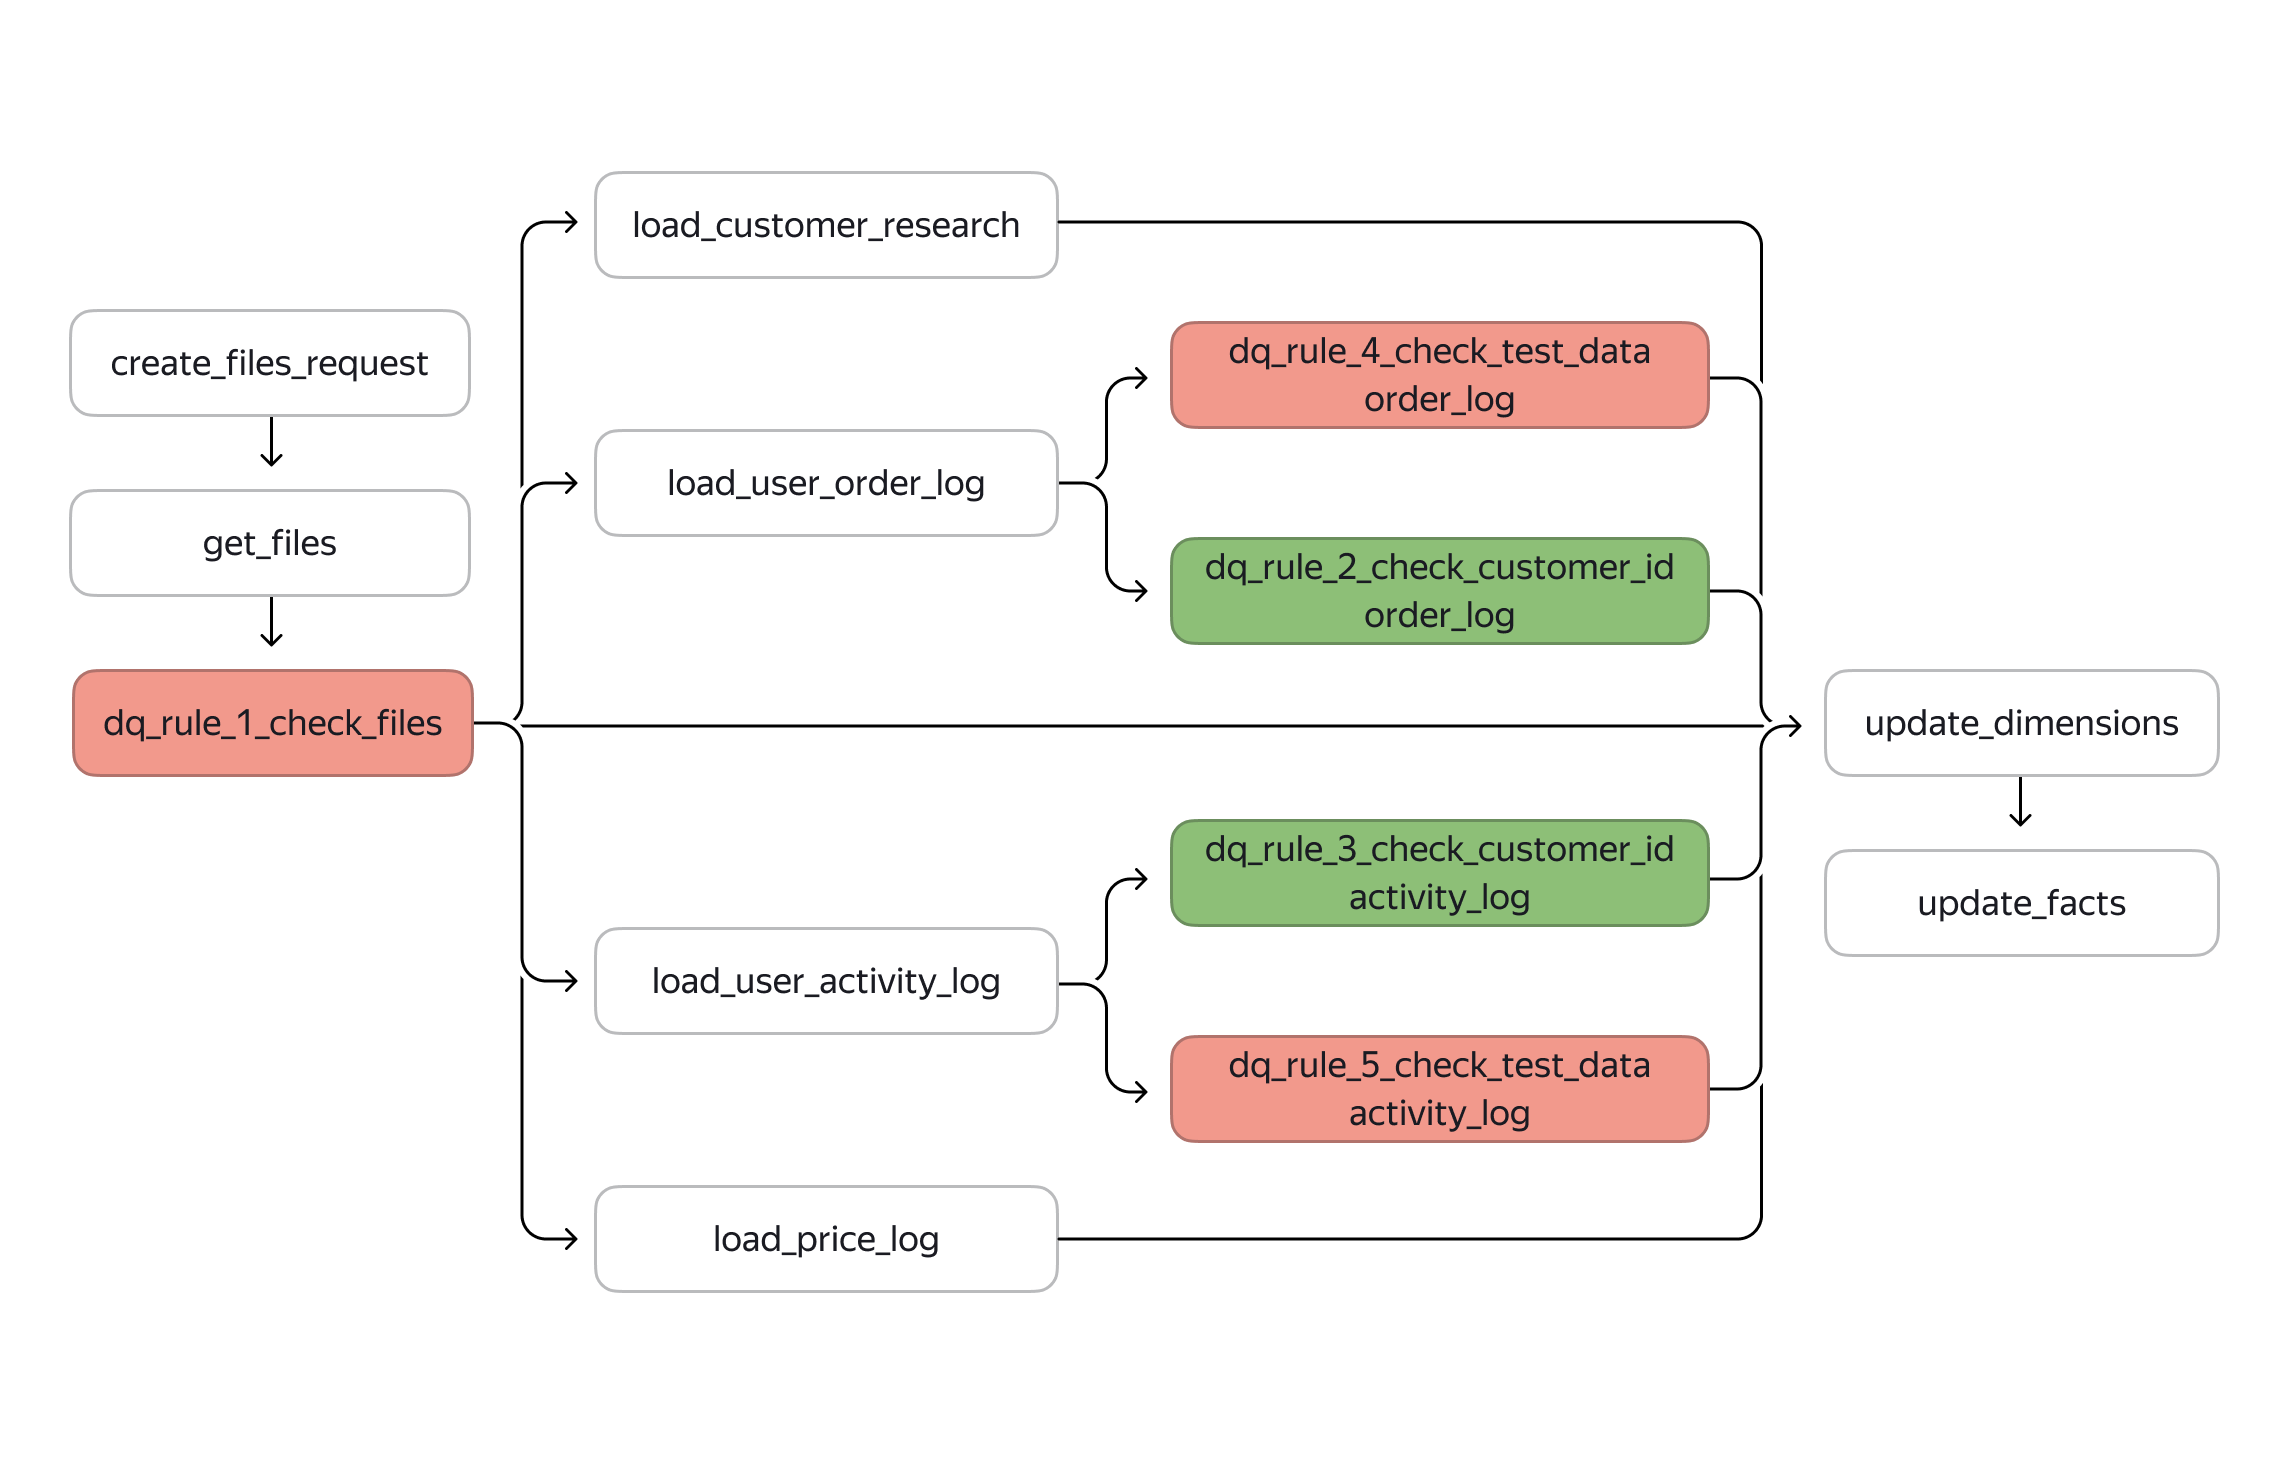 create_files_request
get_files
dq_rule_1_check_files
load_customer_research
load_user_order_log
load_user_activity_log
load_price_log
dq_rule_4_check_test_data
order_log
dq_rule_2_check_customer_id
order_log
dq_rule_3_check_customer_id
activity_log
dq_rule_5_check_test_data
activity_log
update_dimensions
update_facts